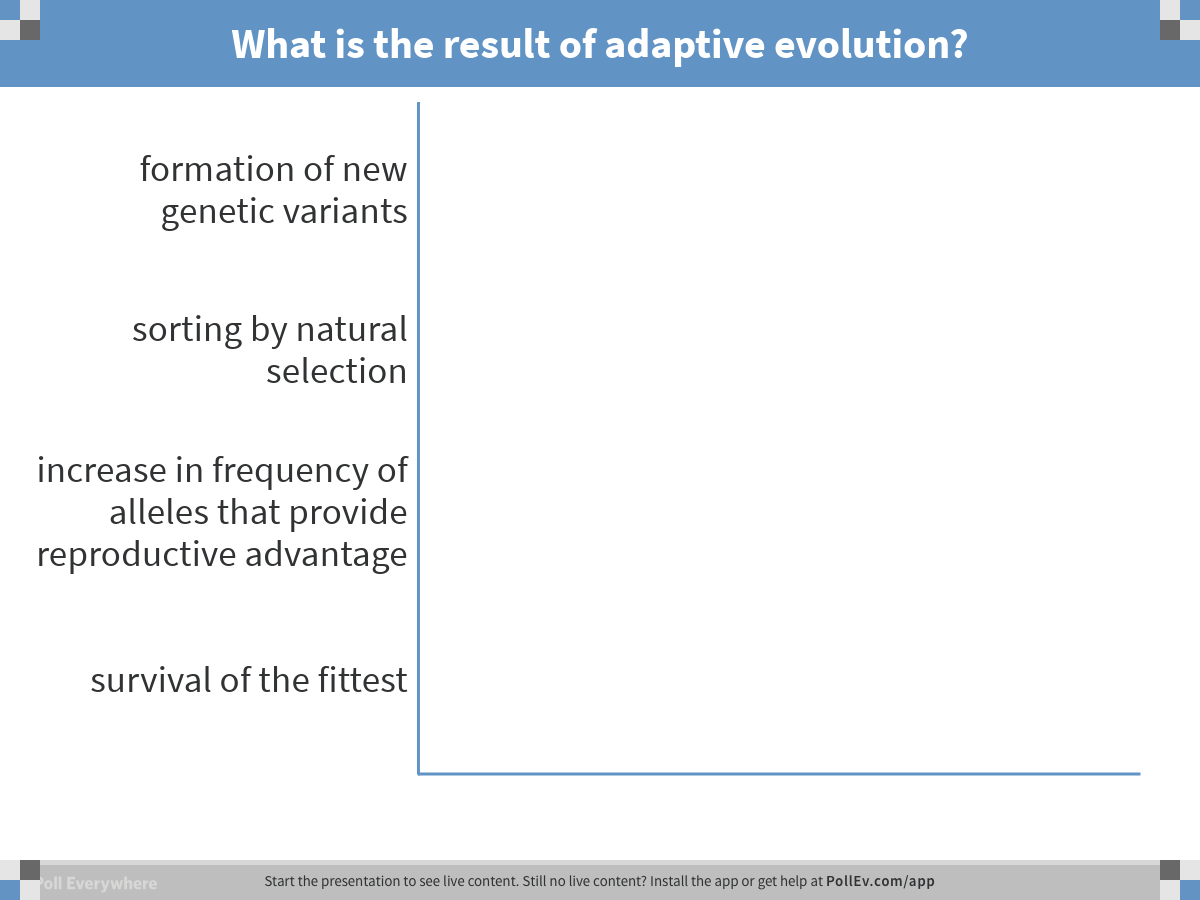 What is the result of adaptive evolution?
formation of new
genetic variants
sorting by natural
selection
increase in frequency of
alleles that provide
reproductive advantage
survival of the fittest
Poll Everywhere
Start the presentation to see live content. Still no live content? Install the app or get help at PollEv.com/app